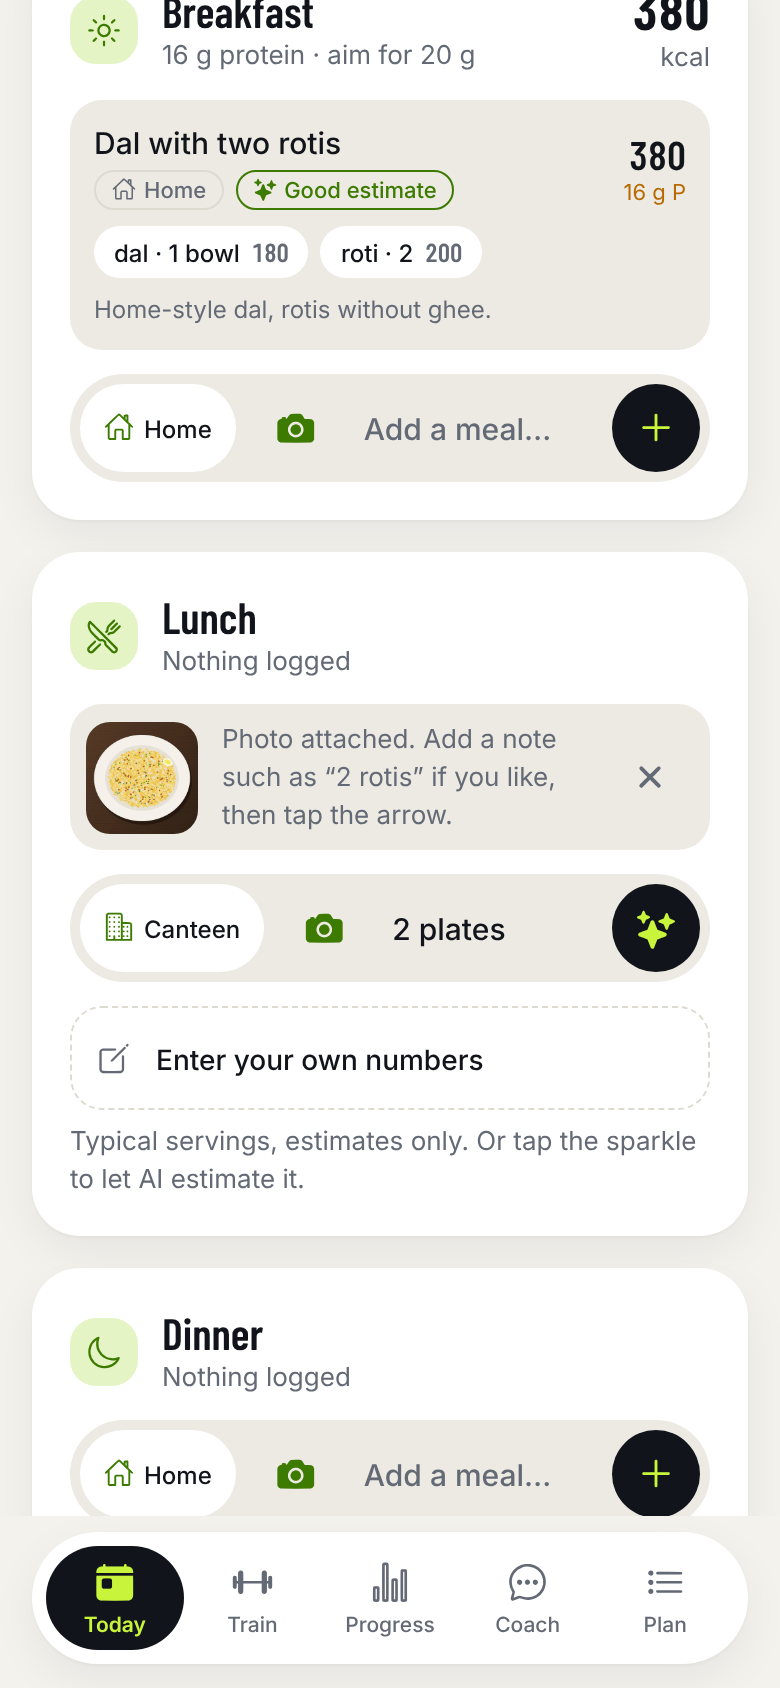 Breakfast
380
16 g protein · aim for 20 g
kcal
Dal with two rotis
380
Home
Good estimate
16 g P
dal · 1 bowl 180
roti · 2 200
Home-style dal, rotis without ghee.
Home
Add a meal...
Lunch
Nothing logged
Photo attached. Add a note
such as “2 rotis” if you like,
then tap the arrow.
Canteen
2 plates
Enter your own numbers
Typical servings, estimates only. Or tap the sparkle
to let AI estimate it.
Dinner
Nothing logged
Home
Add a meal...
Today
Train
Progress
Coach
Plan